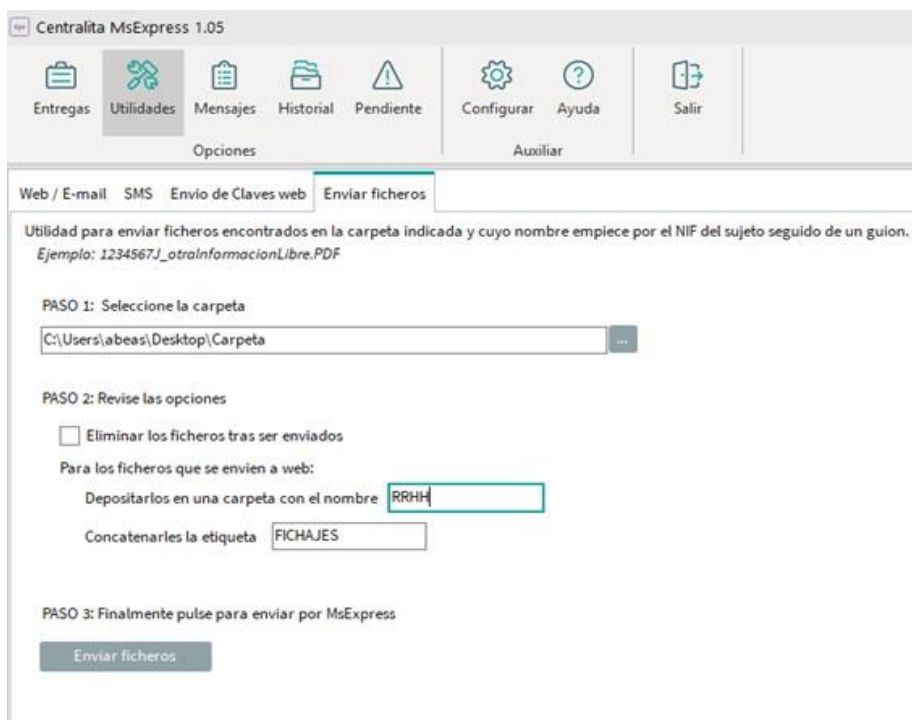 Centralita MsExpress 1.05
Entregas Utilidades Mensajes Historial Pendiente Configurar Ayuda Salir
Opciones Auxiliar
Web / E-mail SMS Envio de Claves web Enviar ficheros
Utilidad para enviar ficheros encontrados en la carpeta indicada y cuyo nombre empiece por el NIF del sujeto seguido de un guion.
Ejemplo: 1234567J_otraInformacionLibre.PDF
PASO 1: Seleccione la carpeta
C:\Users\abeas\Desktop\Carpeta ...
PASO 2: Revise las opciones
Eliminar los ficheros tras ser enviados
Para los ficheros que se envien a web:
Depositarlos en una carpeta con el nombre RRHH
Concatenarles la etiqueta FICHAJES
PASO 3: Finalmente pulse para enviar por MsExpress
Enviar ficheros